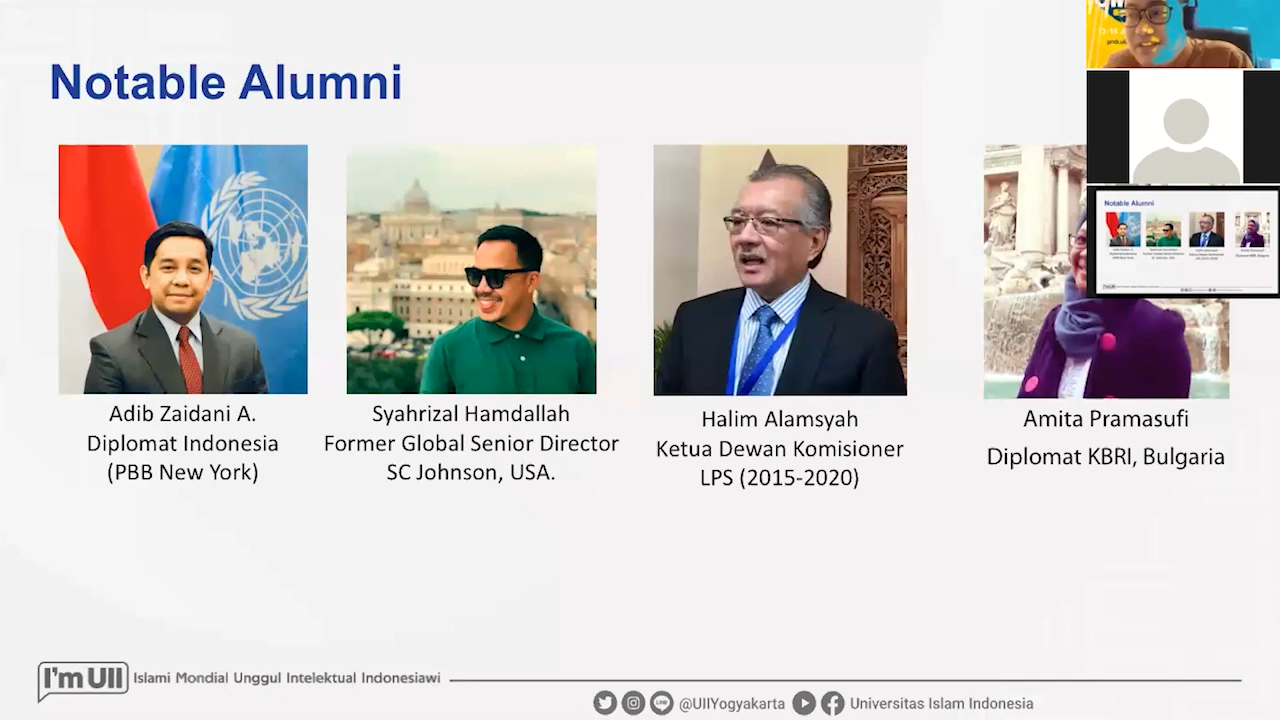 Notable Alumni
Adib Zaidani A.
Diplomat Indonesia
(PBB New York)
Syahrizal Hamdallah
Former Global Senior Director
SC Johnson, USA.
Halim Alamsyah
Ketua Dewan Komisioner
LPS (2015-2020)
Amita Pramasufi
Diplomat KBRI, Bulgaria
Notable Alumni
I'm UII Islami Mondial Unggul Intelektual Indonesiawi
@UIIYogyakarta Universitas Islam Indonesia